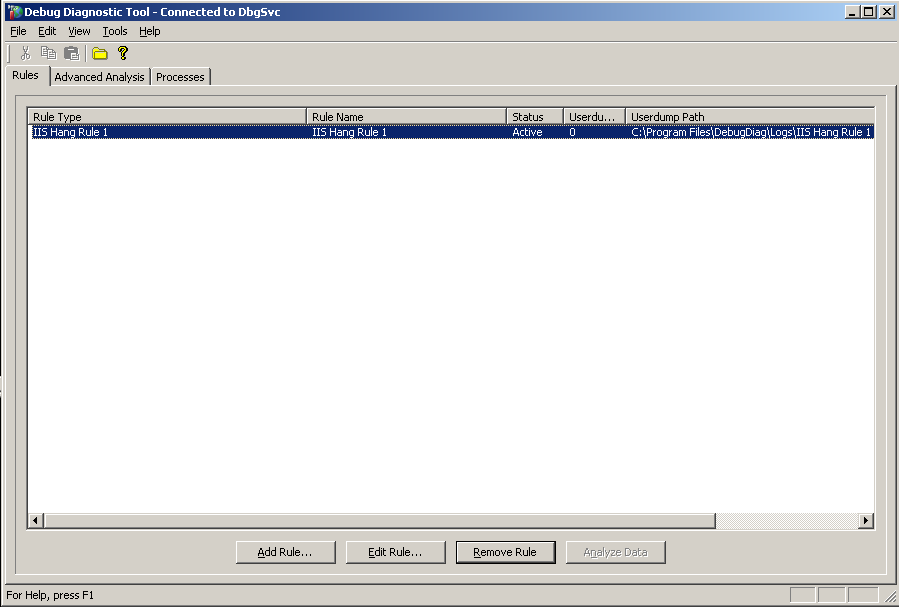 Debug Diagnostic Tool - Connected to DbgSvc
File Edit View Tools Help
Rules Advanced Analysis Processes
Rule Type Rule Name Status Userdu... Userdump Path
IIS Hang Rule 1 IIS Hang Rule 1 Active 0 C:\Program Files\DebugDiag\Logs\IIS Hang Rule 1
Add Rule... Edit Rule... Remove Rule Analyze Data
For Help, press F1